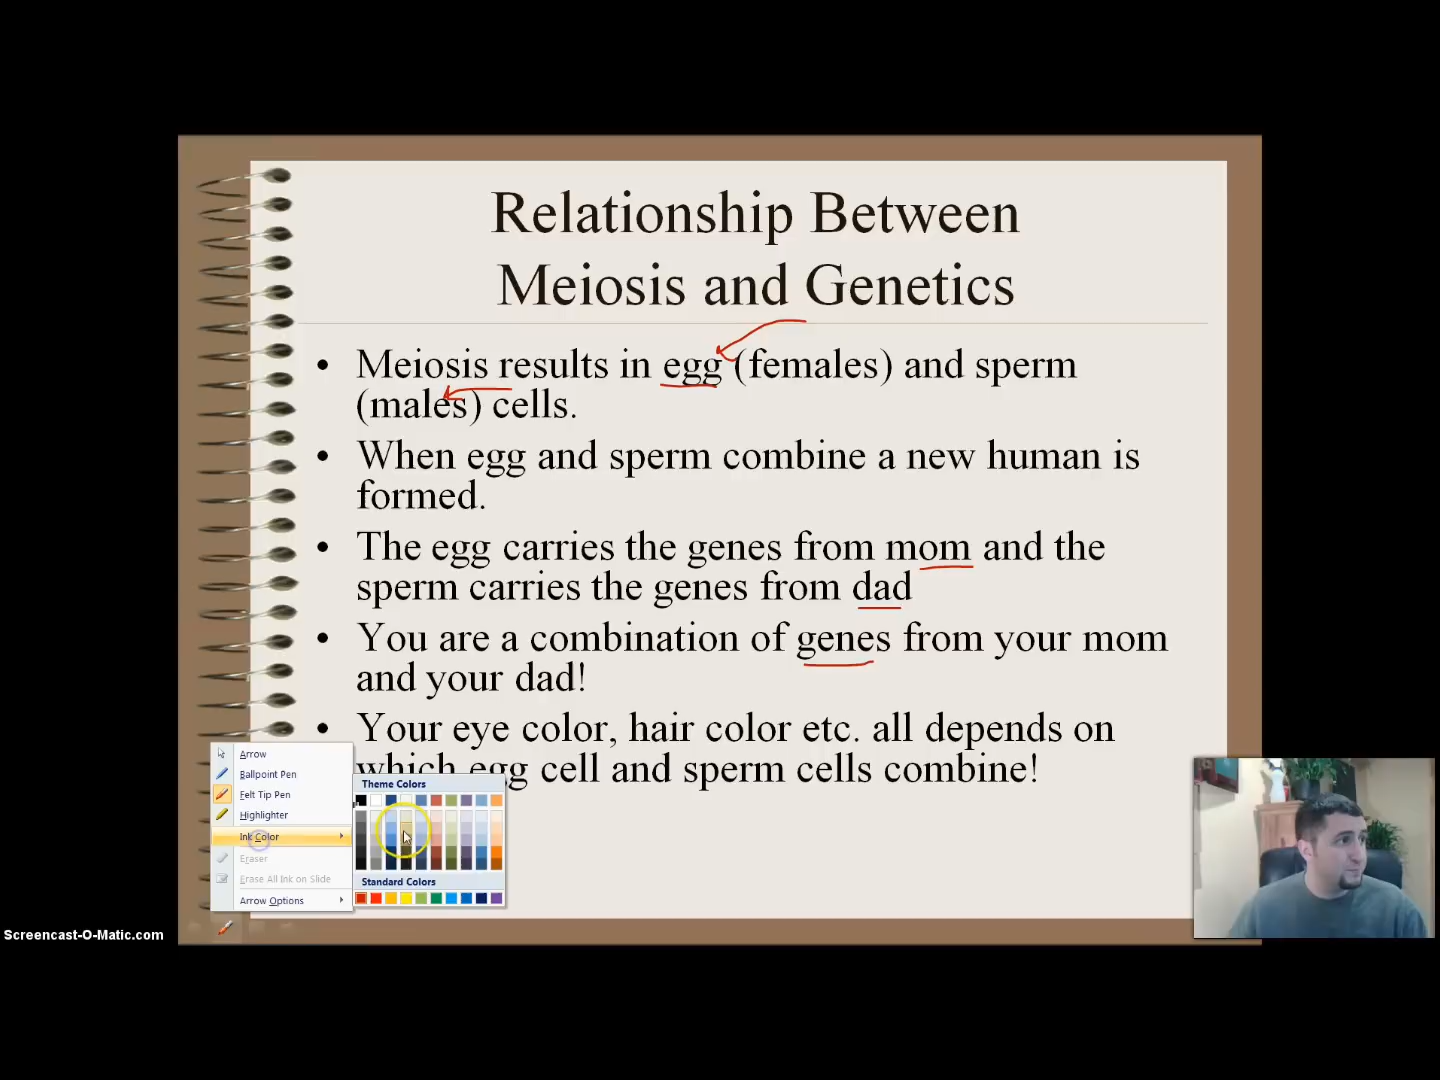 Relationship Between
Meiosis and Genetics
• Meiosis results in egg (females) and sperm
(males) cells.
• When egg and sperm combine a new human is
formed.
• The egg carries the genes from mom and the
sperm carries the genes from dad
• You are a combination of genes from your mom
and your dad!
• Your eye color, hair color etc. all depends on
which egg cell and sperm cells combine!
Arrow
Ballpoint Pen
Felt Tip Pen
Highlighter
Ink Color
Eraser
Erase All Ink on Slide
Arrow Options
Theme Colors
Standard Colors
Screencast-O-Matic.com